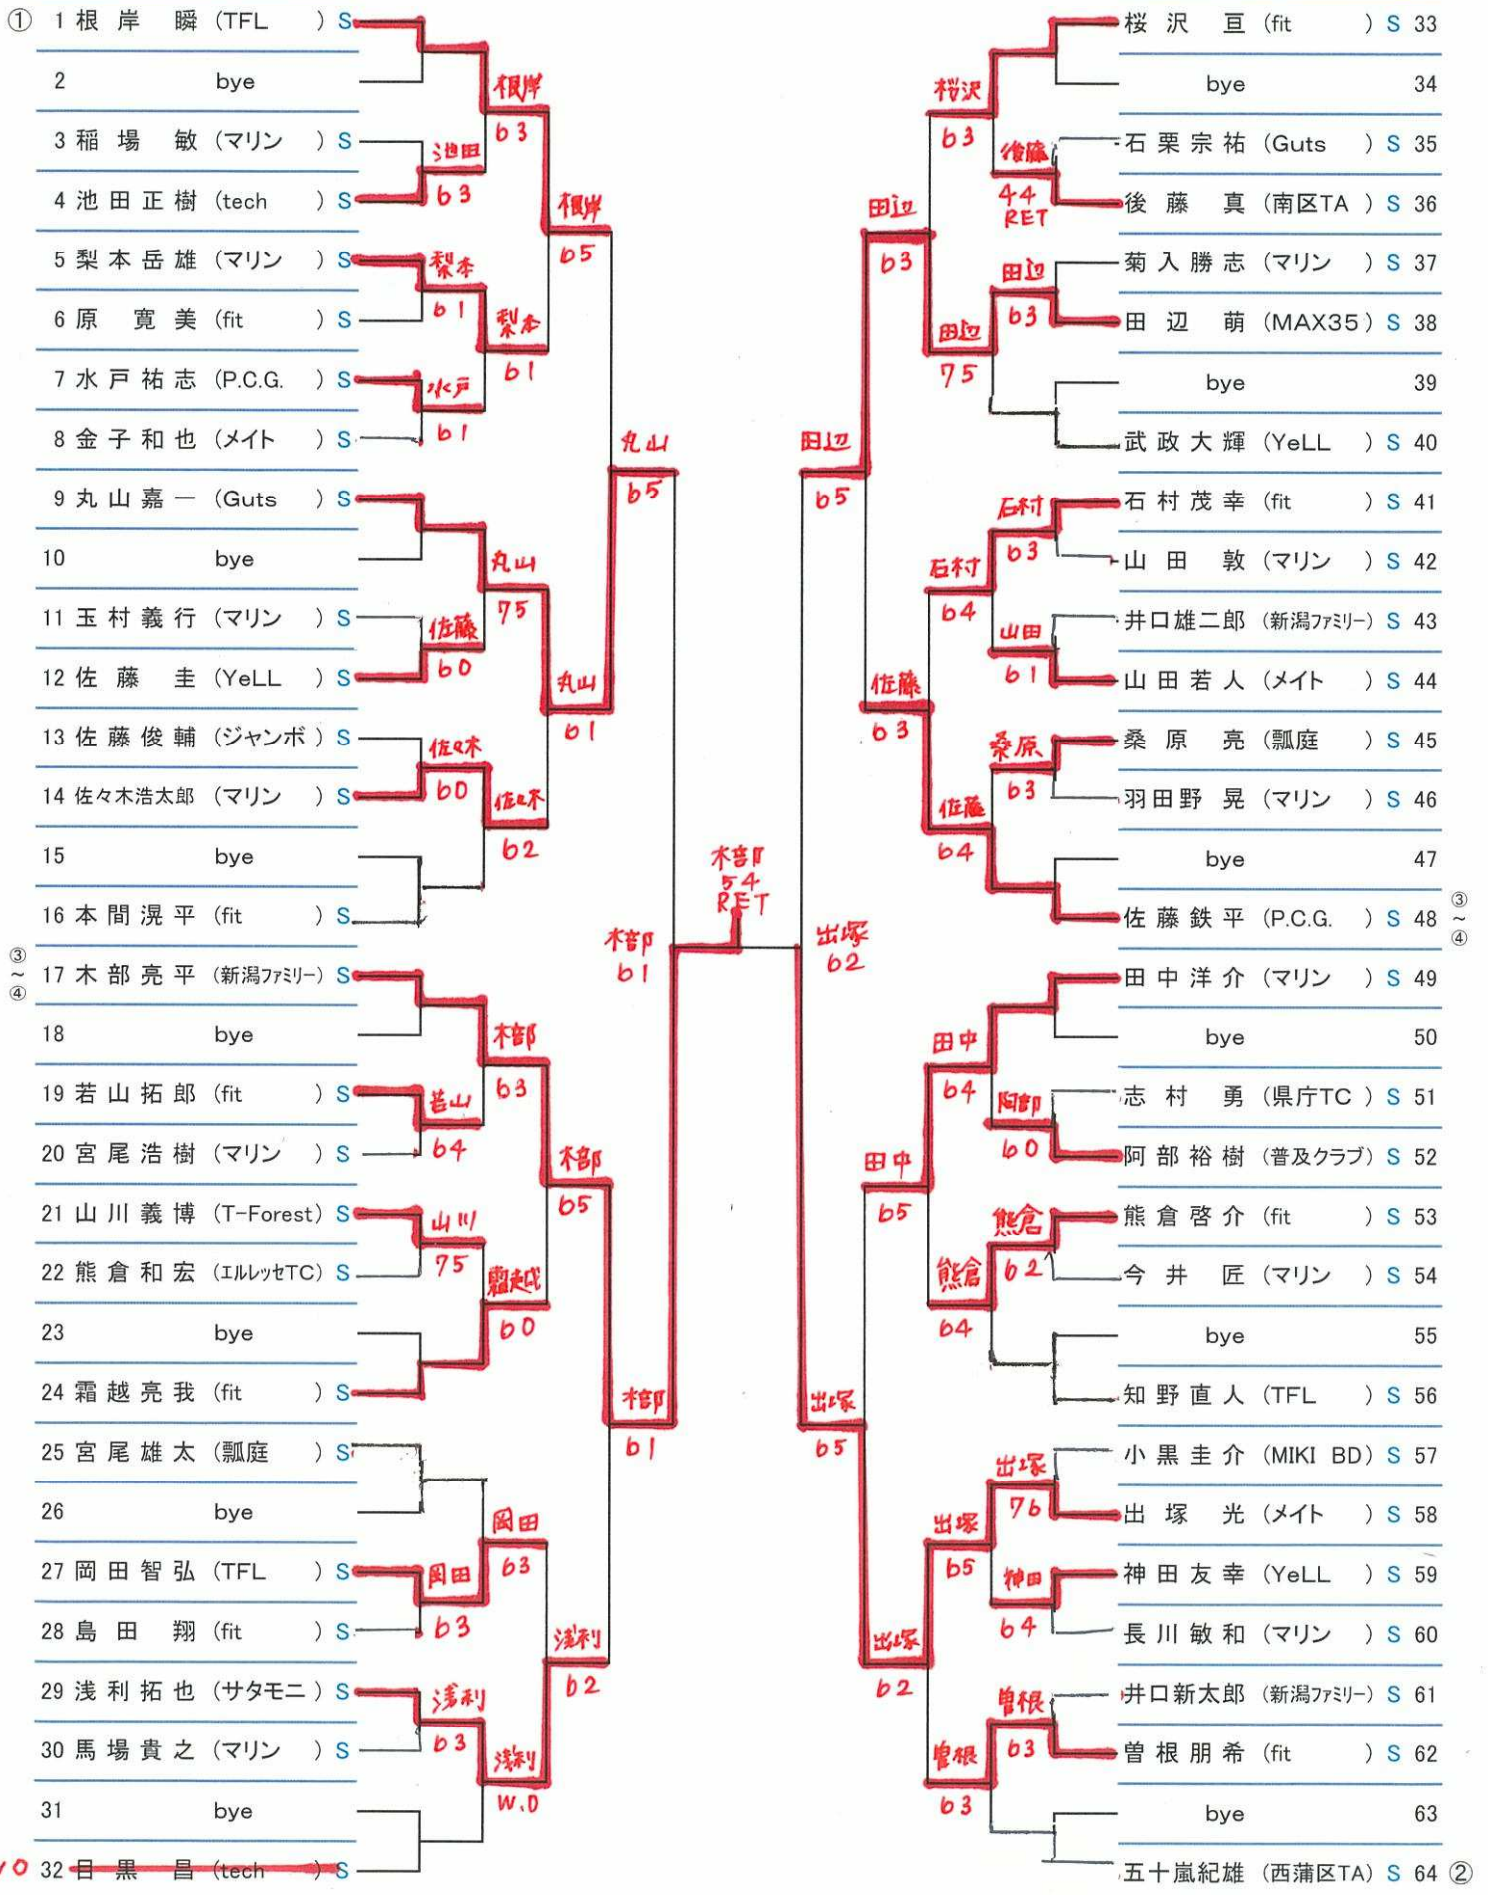 ① 1 根岸 瞬 (TFL) S
2 bye
3 稲場 敏 (マリン) S
4 池田正樹 (tech) S
5 梨本岳雄 (マリン) S
6 原 寛美 (fit) S
7 水戸祐志 (P.C.G.) S
8 金子和也 (メイト) S
9 丸山嘉一 (Guts) S
10 bye
11 玉村義行 (マリン) S
12 佐藤 圭 (YeLL) S
13 佐藤俊輔 (ジャンボ) S
14 佐々木浩太郎 (マリン) S
15 bye
16 本間滉平 (fit) S
③~④
17 木部亮平 (新潟ファミリー) S
18 bye
19 若山拓郎 (fit) S
20 宮尾浩樹 (マリン) S
21 山川義博 (T-Forest) S
22 熊倉和宏 (エルレッセTC) S
23 bye
24 霜越亮我 (fit) S
25 宮尾雄太 (瓢庭) S
26 bye
27 岡田智弘 (TFL) S
28 島田 翔 (fit) S
29 浅利拓也 (サタモニ) S
30 馬場貴之 (マリン) S
31 bye
32 目黒 昌 (tech) S
池田
63
梨本
61
水戸
61
佐藤
60
佐々木
60
若山
64
山川
75
岡田
63
浅利
63
根岸
63
梨本
61
丸山
75
佐々木
62
木部
63
霜越
60
岡田
63
浅利
W.O
根岸
65
丸山
61
木部
65
浅利
62
丸山
65
木部
61
木部
61
木部
54
RET
出塚
62
田辺
65
出塚
65
田辺
63
佐藤
63
田中
65
出塚
62
桜沢
63
田辺
75
石村
64
佐藤
64
田中
64
熊倉
64
出塚
65
曽根
63
後藤
44
RET
田辺
63
石村
63
山田
61
桑原
63
阿部
60
熊倉
62
出塚
76
神田
64
曽根
63
桜沢 亘 (fit) S 33
bye 34
石栗宗祐 (Guts) S 35
後藤 真 (南区TA) S 36
菊入勝志 (マリン) S 37
田辺 萌 (MAX35) S 38
bye 39
武政大輝 (YeLL) S 40
石村茂幸 (fit) S 41
山田 敦 (マリン) S 42
井口雄二郎 (新潟ファミリー) S 43
山田若人 (メイト) S 44
桑原 亮 (瓢庭) S 45
羽田野 晃 (マリン) S 46
bye 47
佐藤鉄平 (P.C.G.) S 48
③~④
田中洋介 (マリン) S 49
bye 50
志村 勇 (県庁TC) S 51
阿部裕樹 (普及クラブ) S 52
熊倉啓介 (fit) S 53
今井 匠 (マリン) S 54
bye 55
知野直人 (TFL) S 56
小黒圭介 (MIKI BD) S 57
出塚 光 (メイト) S 58
神田友幸 (YeLL) S 59
長川敏和 (マリン) S 60
井口新太郎 (新潟ファミリー) S 61
曽根朋希 (fit) S 62
bye 63
五十嵐紀雄 (西蒲区TA) S 64 ②